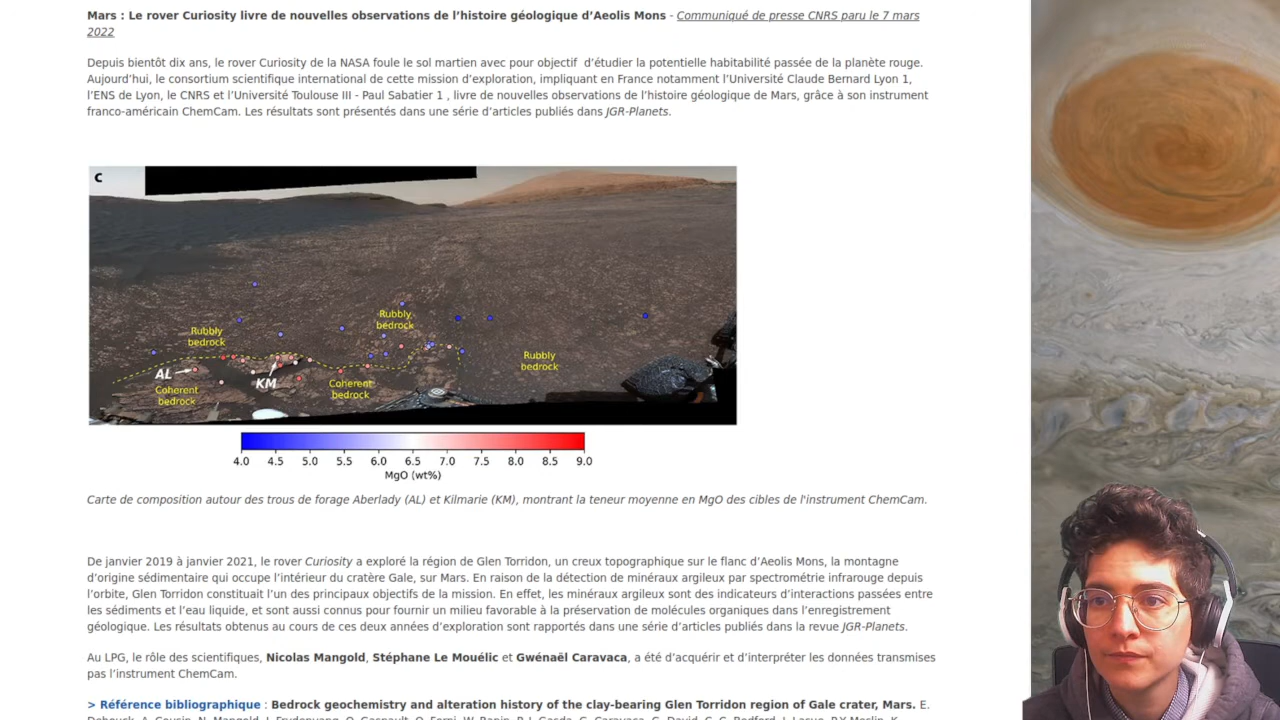 Mars : Le rover Curiosity livre de nouvelles observations de l’histoire géologique d’Aeolis Mons - Communiqué de presse CNRS paru le 7 mars
2022
Depuis bientôt dix ans, le rover Curiosity de la NASA foule le sol martien avec pour objectif d’étudier la potentielle habitabilité passée de la planète rouge.
Aujourd’hui, le consortium scientifique international de cette mission d’exploration, impliquant en France notamment l’Université Claude Bernard Lyon 1,
l’ENS de Lyon, le CNRS et l’Université Toulouse III - Paul Sabatier 1 , livre de nouvelles observations de l’histoire géologique de Mars, grâce à son instrument
franco-américain ChemCam. Les résultats sont présentés dans une série d’articles publiés dans JGR-Planets.
C
Rubbly
bedrock
Rubbly
bedrock
Rubbly
bedrock
AL
KM
Coherent
bedrock
Coherent
bedrock
4.0 4.5 5.0 5.5 6.0 6.5 7.0 7.5 8.0 8.5 9.0
MgO (wt%)
Carte de composition autour des trous de forage Aberlady (AL) et Kilmarie (KM), montrant la teneur moyenne en MgO des cibles de l'instrument ChemCam.
De janvier 2019 à janvier 2021, le rover Curiosity a exploré la région de Glen Torridon, un creux topographique sur le flanc d’Aeolis Mons, la montagne
d’origine sédimentaire qui occupe l’intérieur du cratère Gale, sur Mars. En raison de la détection de minéraux argileux par spectrométrie infrarouge depuis
l’orbite, Glen Torridon constituait l’un des principaux objectifs de la mission. En effet, les minéraux argileux sont des indicateurs d’interactions passées entre
les sédiments et l’eau liquide, et sont aussi connus pour fournir un milieu favorable à la préservation de molécules organiques dans l’enregistrement
géologique. Les résultats obtenus au cours de ces deux années d’exploration sont rapportés dans une série d’articles publiés dans la revue JGR-Planets.
Au LPG, le rôle des scientifiques, Nicolas Mangold, Stéphane Le Mouélic et Gwénaël Caravaca, a été d’acquérir et d’interpréter les données transmises
pas l’instrument ChemCam.
> Référence bibliographique : Bedrock geochemistry and alteration history of the clay-bearing Glen Torridon region of Gale crater, Mars. E.